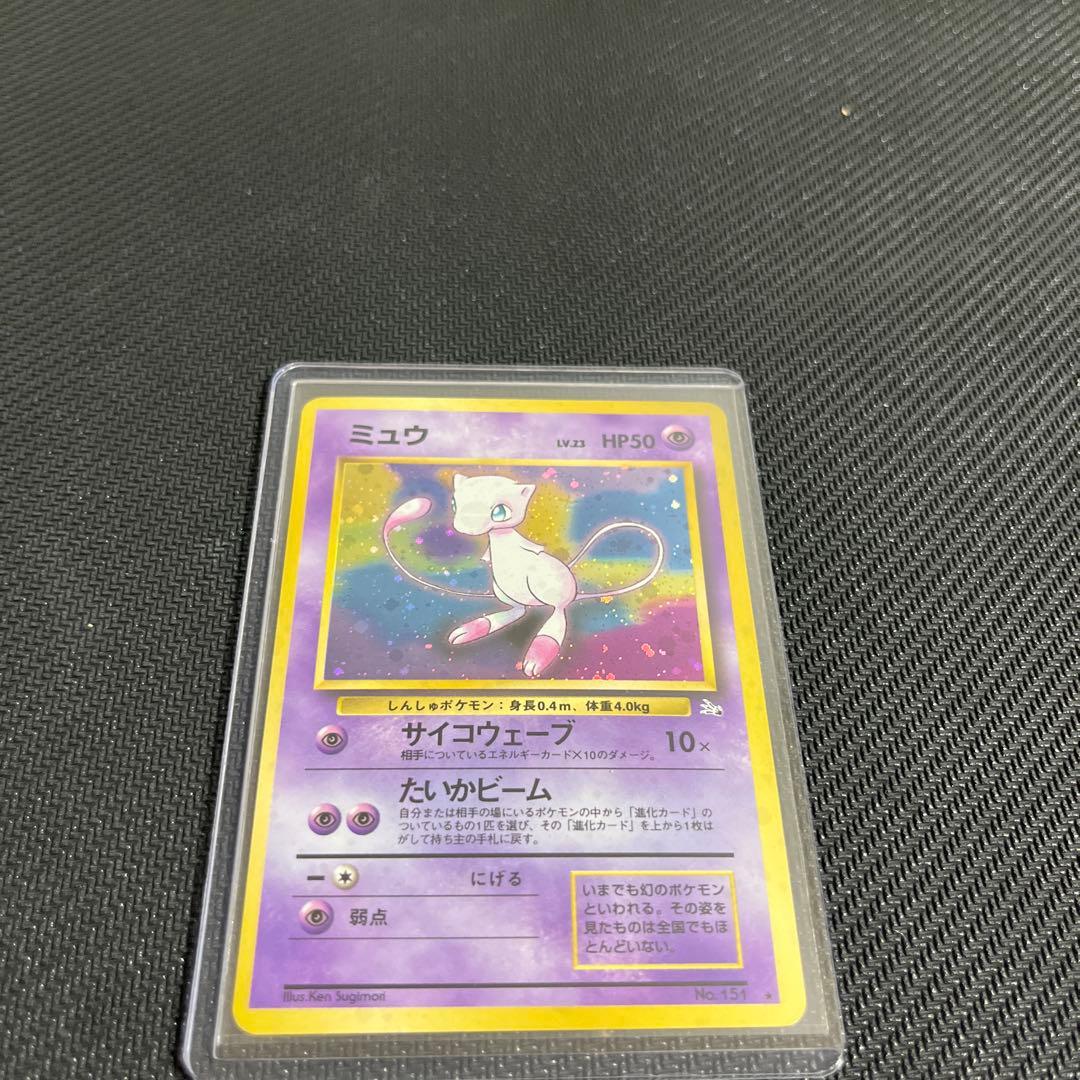 ミュウ LV.23 HP50
しんしゅポケモン：身長0.4m、体重4.0kg
サイコウェーブ 10×
相手についているエネルギーカード×10のダメージ。
たいかビーム
自分または相手の場にいるポケモンの中から「進化カード」の
ついているもの1匹を選び、その「進化カード」を上から1枚は
がして持ち主の手札に戻す。
にげる
弱点
いまでも幻のポケモン
といわれる。その姿を
見たものは全国でもほ
とんどいない。
Illus.Ken Sugimori No.151 ★